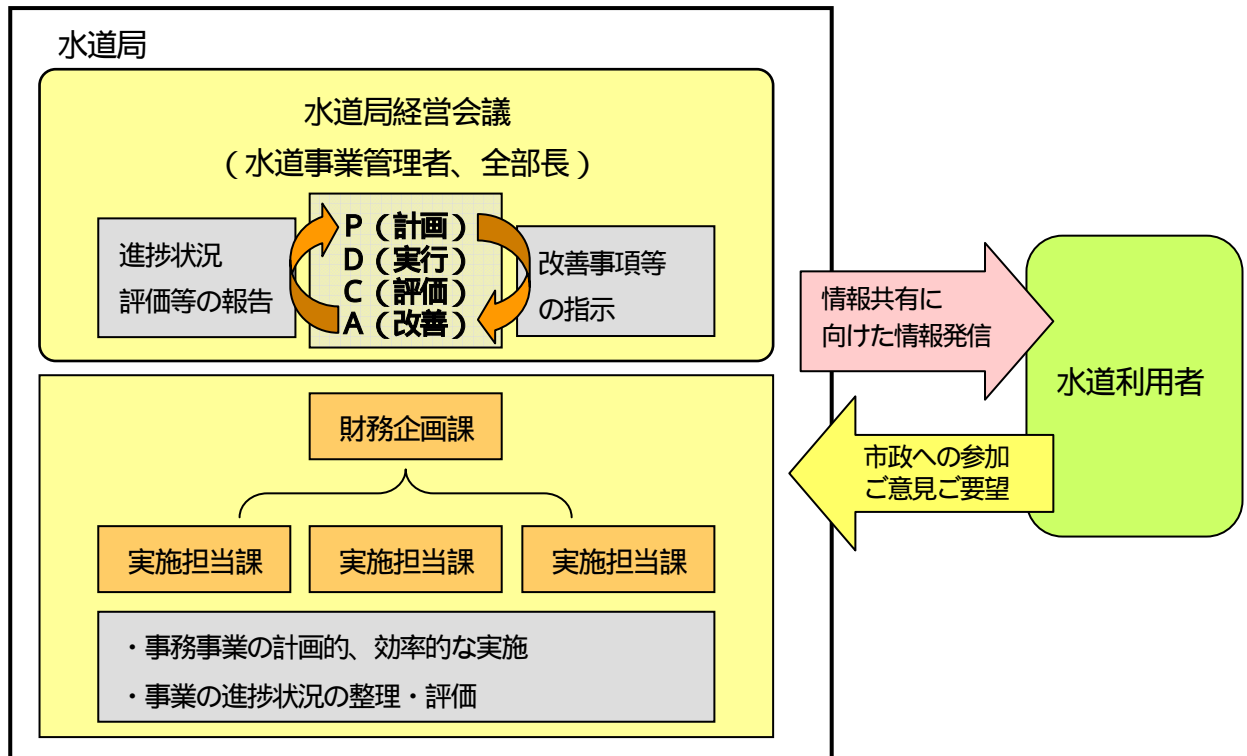 水道局
水道局経営会議
（水道事業管理者、全部長）
進捗状況
評価等の報告
P（計画）
D（実行）
C（評価）
A（改善）
改善事項等
の指示
情報共有に
向けた情報発信
水道利用者
市政への参加
ご意見ご要望
財務企画課
実施担当課
実施担当課
実施担当課
・事務事業の計画的、効率的な実施
・事業の進捗状況の整理・評価